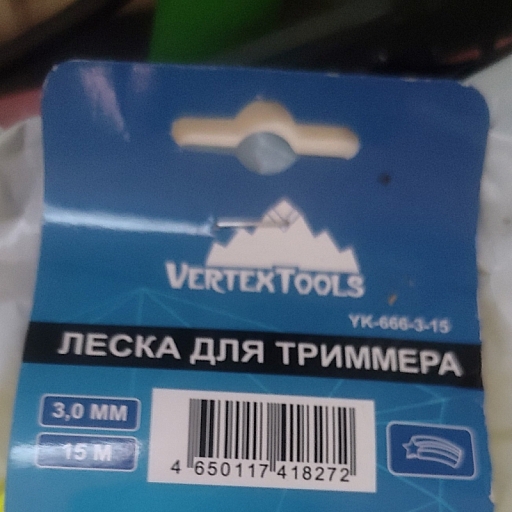 VERTEXTOOLS
YK-666-3-15
ЛЕСКА ДЛЯ ТРИММЕРА
3,0 ММ
15 М
4 650117 418272